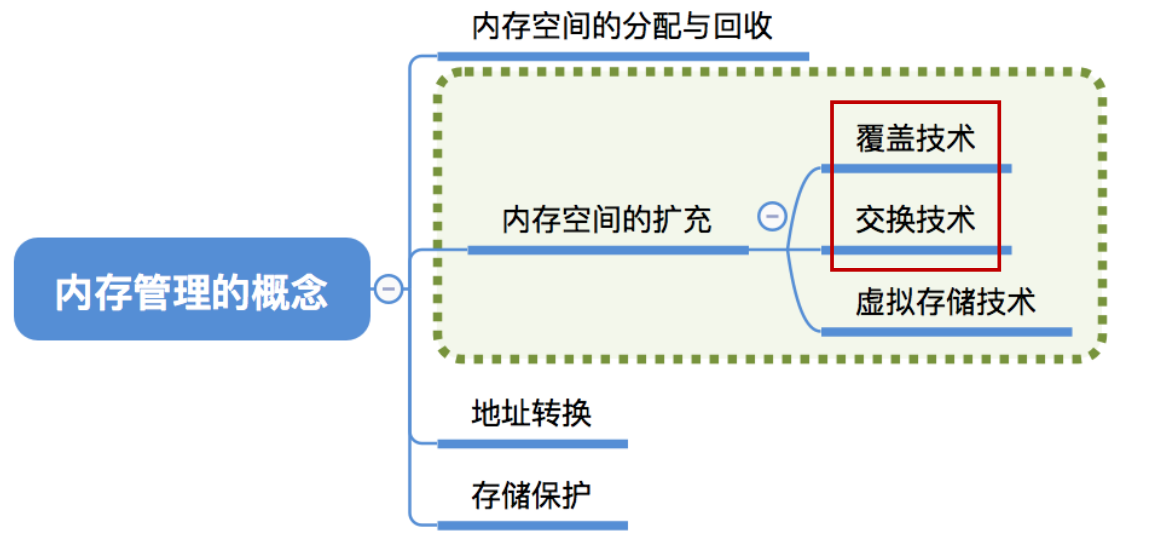 内存空间的分配与回收
覆盖技术
内存空间的扩充
交换技术
内存管理的概念
虚拟存储技术
地址转换
存储保护